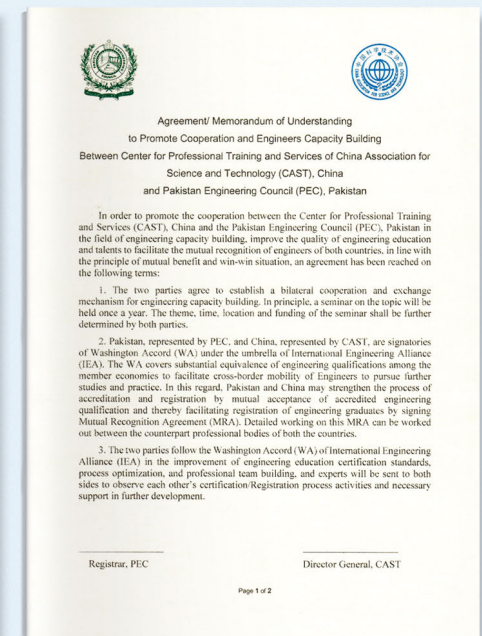 Agreement/ Memorandum of Understanding
to Promote Cooperation and Engineers Capacity Building
Between Center for Professional Training and Services of China Association for
Science and Technology (CAST), China
and Pakistan Engineering Council (PEC), Pakistan
In order to promote the cooperation between the Center for Professional Training
and Services (CAST), China and the Pakistan Engineering Council (PEC), Pakistan in
the field of engineering capacity building, improve the quality of engineering education
and talents to facilitate the mutual recognition of engineers of both countries, in line with
the principle of mutual benefit and win-win situation, an agreement has been reached on
the following terms:
1. The two parties agree to establish a bilateral cooperation and exchange
mechanism for engineering capacity building. In principle, a seminar on the topic will be
held once a year. The theme, time, location and funding of the seminar shall be further
determined by both parties.
2. Pakistan, represented by PEC, and China, represented by CAST, are signatories
of Washington Accord (WA) under the umbrella of International Engineering Alliance
(IEA). The WA covers substantial equivalence of engineering qualifications among the
member economies to facilitate cross-border mobility of Engineers to pursue further
studies and practice. In this regard, Pakistan and China may strengthen the process of
accreditation and registration by mutual acceptance of accredited engineering
qualification and thereby facilitating registration of engineering graduates by signing
Mutual Recognition Agreement (MRA). Detailed working on this MRA can be worked
out between the counterpart professional bodies of both the countries.
3. The two parties follow the Washington Accord (WA) of International Engineering
Alliance (IEA) in the improvement of engineering education certification standards,
process optimization, and professional team building, and experts will be sent to both
sides to observe each other's certification/Registration process activities and necessary
support in further development.
Registrar, PEC
Director General, CAST
Page 1 of 2